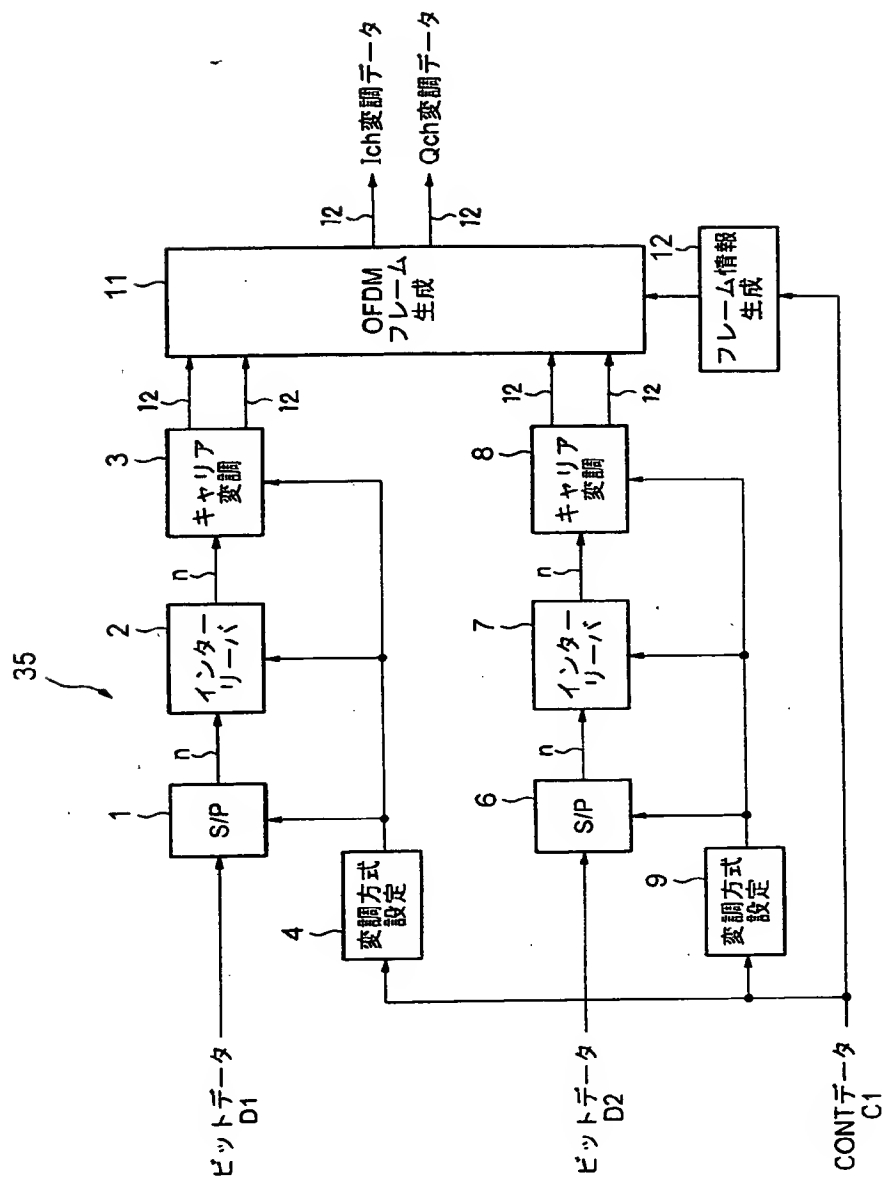 35
1
S/P
n
2
インター
リーバ
n
3
キャリア
変調
12
12
11
OFDM
フレーム
生成
12
Ich変調データ
12
Qch変調データ
ビットデータ
D1
4
変調方式
設定
6
S/P
n
7
インター
リーバ
n
8
キャリア
変調
12
12
ビットデータ
D2
9
変調方式
設定
12
フレーム情報
生成
CONTデータ
C1